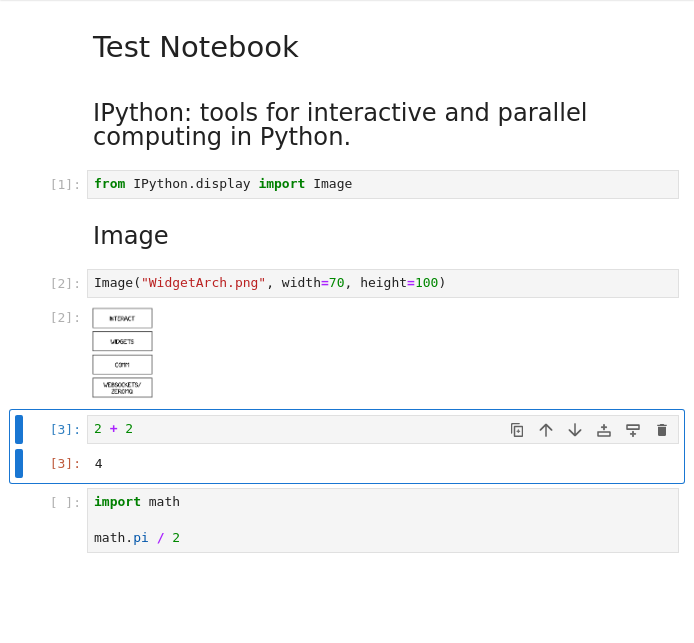 Test Notebook
IPython: tools for interactive and parallel
computing in Python.
[1]: from IPython.display import Image
Image
[2]: Image("WidgetArch.png", width=70, height=100)
[2]:
INTERACT
WIDGETS
COMM
WEBSOCKETS/
ZEROMQ
[3]: 2 + 2
[3]: 4
[ ]: import math
math.pi / 2